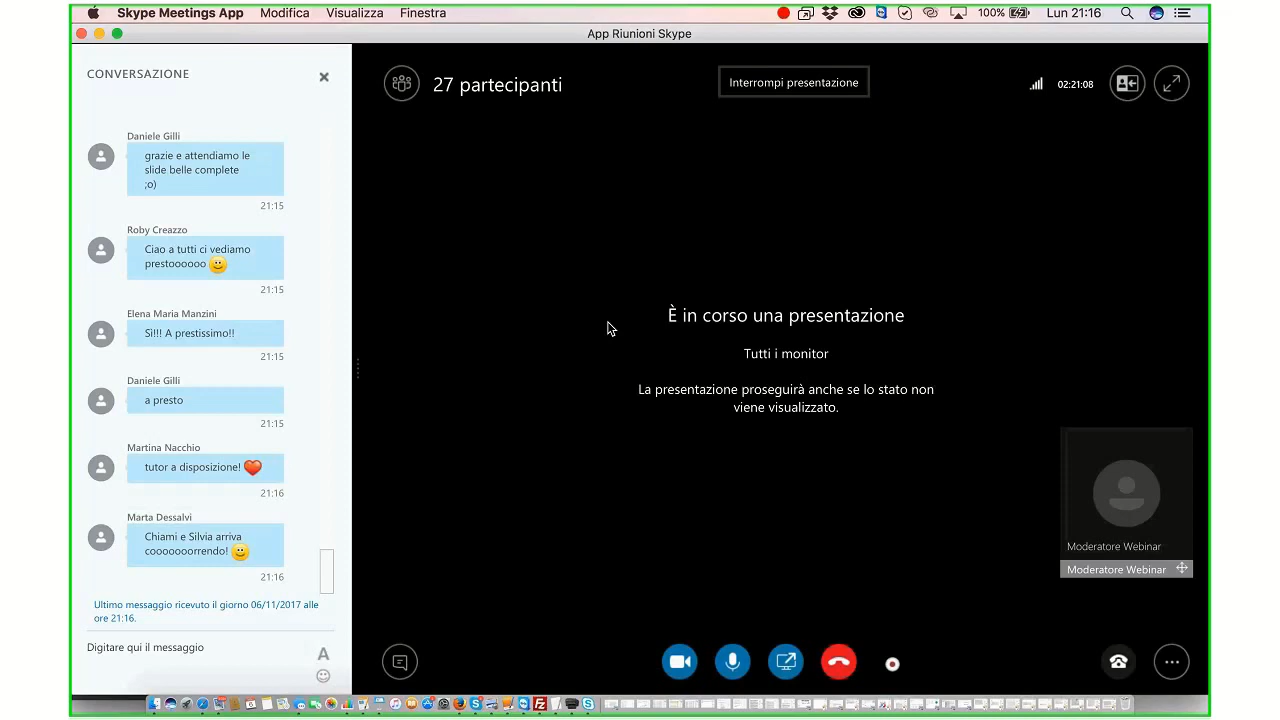 Skype Meetings App Modifica Visualizza Finestra 100% Lun 21:16
App Riunioni Skype
CONVERSAZIONE
Daniele Gilli
grazie e attendiamo le
slide belle complete
;o)
21:15
Roby Creazzo
Ciao a tutti ci vediamo
prestoooooo
21:15
Elena Maria Manzini
Sì!!! A prestissimo!!
21:15
Daniele Gilli
a presto
21:15
Martina Nacchio
tutor a disposizione!
21:16
Marta Dessalvi
Chiami e Silvia arriva
cooooooorrendo!
21:16
Ultimo messaggio ricevuto il giorno 06/11/2017 alle
ore 21:16.
Digitare qui il messaggio
A
27 partecipanti
Interrompi presentazione
02:21:08
È in corso una presentazione
Tutti i monitor
La presentazione proseguirà anche se lo stato non
viene visualizzato.
Moderatore Webinar
Moderatore Webinar